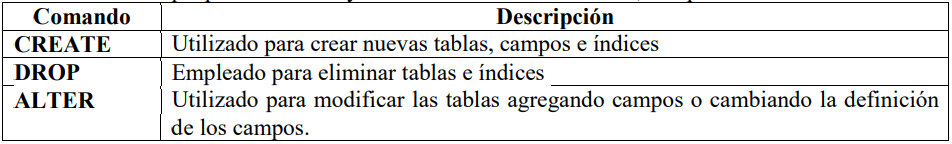 Comando Descripción
CREATE Utilizado para crear nuevas tablas, campos e índices
DROP Empleado para eliminar tablas e índices
ALTER Utilizado para modificar las tablas agregando campos o cambiando la definición
de los campos.